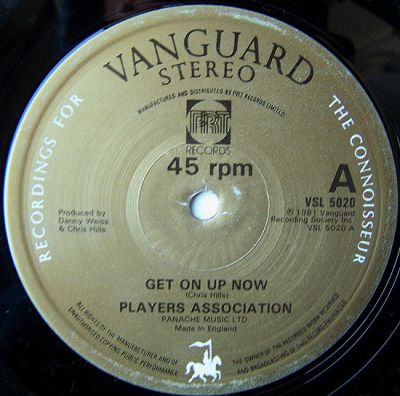 VANGUARD
STEREO
RECORDINGS FOR
THE CONNOISSEUR
MANUFACTURED AND DISTRIBUTED BY PRT RECORDS LIMITED.
PRT
RECORDS
45 rpm
A
VSL 5020
Produced by
Danny Weiss
& Chris Hills
℗ 1981 Vanguard
Recording Society Inc.
VSL 5020-A
GET ON UP NOW
(Chris Hills)
PLAYERS ASSOCIATION
PANACHE MUSIC LTD.
Made in England
ALL RIGHTS OF THE MANUFACTURER AND OF
THE OWNER OF THE RECORDED WORK RESERVED.
UNAUTHORISED COPYING PUBLIC PERFORMANCE
AND BROADCASTING OF THIS RECORD PROHIBITED.